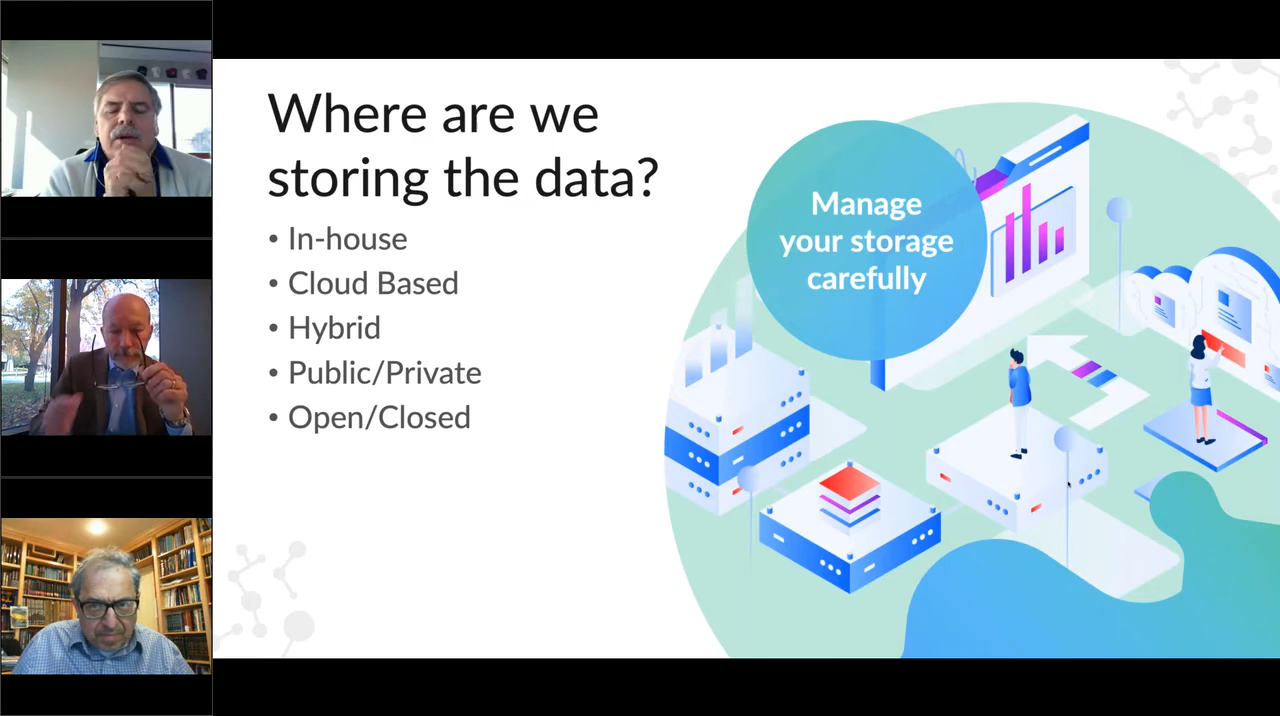 Where are we
storing the data?
• In-house
• Cloud Based
• Hybrid
• Public/Private
• Open/Closed
Manage
your storage
carefully